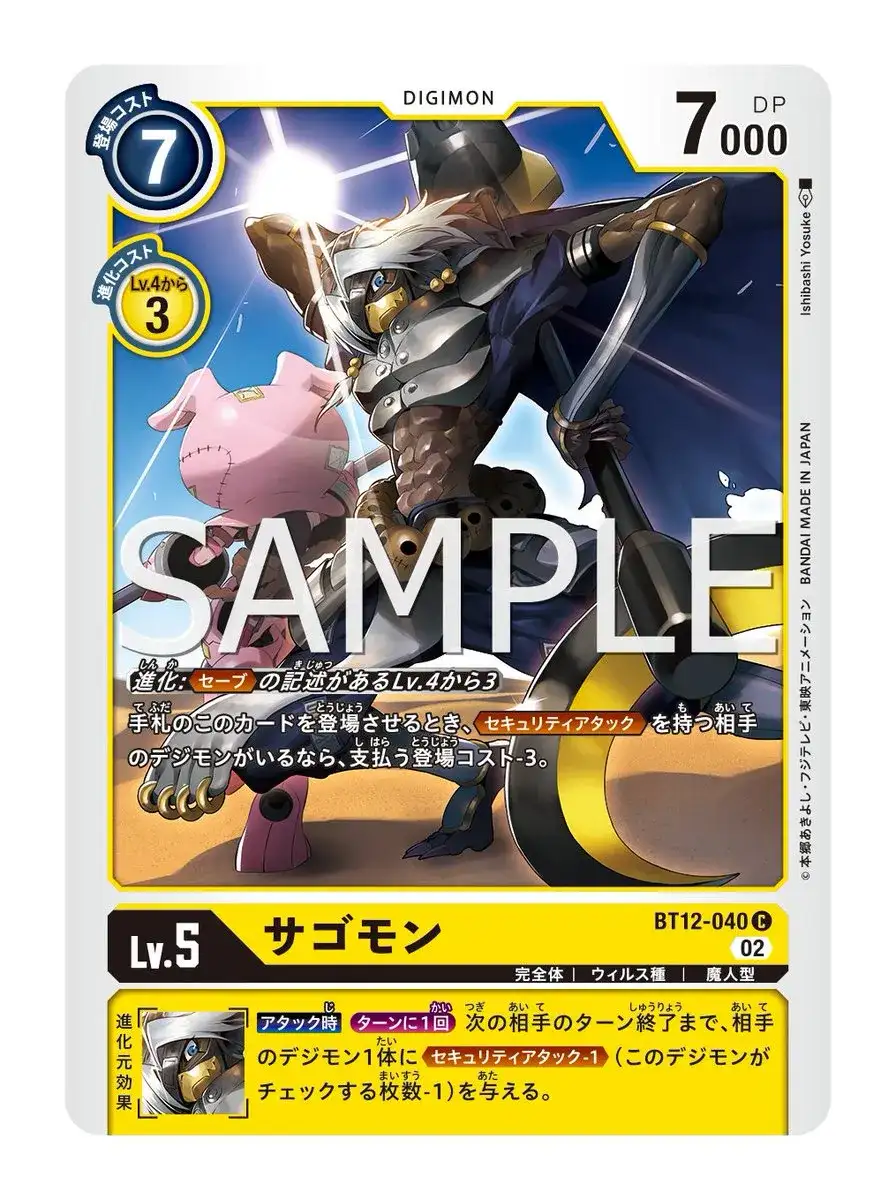 DIGIMON
登場コスト
7
7000
DP
進化コスト
Lv.4から
3
Ishibashi Yosuke
BANDAI MADE IN JAPAN
© 本郷あきよし・フジテレビ・東映アニメーション
SAMPLE
進化:セーブの記述があるLv.4から3
手札のこのカードを登場させるとき、セキュリティアタックを持つ相手
のデジモンがいるなら、支払う登場コスト-3。
Lv.5
サゴモン
BT12-040 C
02
完全体 | ウィルス種 | 魔人型
進化元効果
アタック時 ターンに1回 次の相手のターン終了まで、相手
のデジモン1体にセキュリティアタック-1(このデジモンが
チェックする枚数-1)を与える。